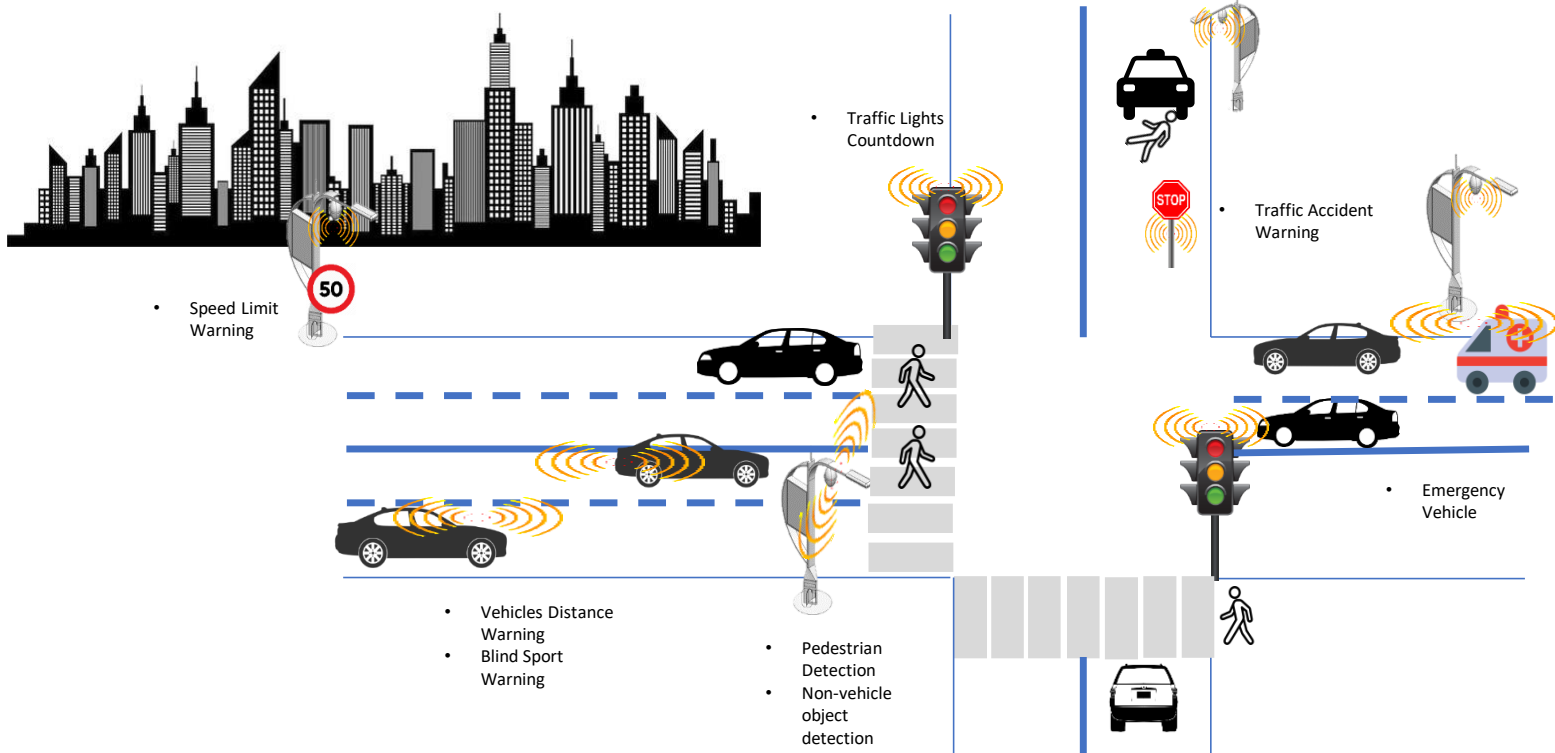 • Traffic Lights
Countdown
STOP
• Traffic Accident
Warning
50
• Speed Limit
Warning
• Emergency
Vehicle
• Vehicles Distance
Warning
• Blind Sport
Warning
• Pedestrian
Detection
• Non-vehicle
object
detection